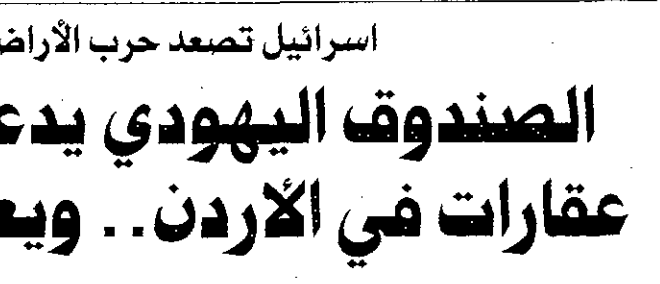 اسرائيل تصعد حرب الأراض
الصندوق اليهودي يدع
عقارات في الأردن.. ويع